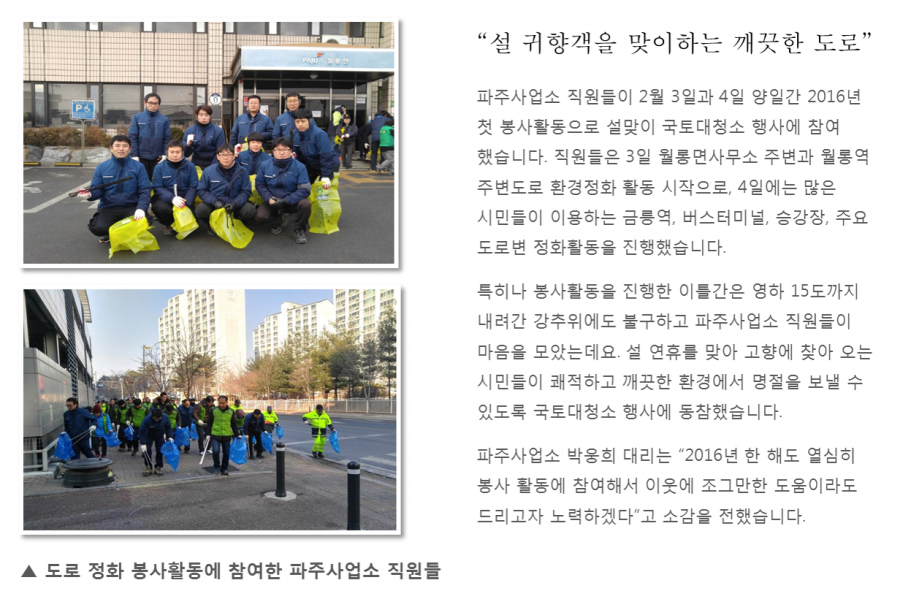 PAJU 월롱면
“설 귀향객을 맞이하는 깨끗한 도로”
파주사업소 직원들이 2월 3일과 4일 양일간 2016년
첫 봉사활동으로 설맞이 국토대청소 행사에 참여
했습니다. 직원들은 3일 월롱면사무소 주변과 월롱역
주변도로 환경정화 활동 시작으로, 4일에는 많은
시민들이 이용하는 금릉역, 버스터미널, 승강장, 주요
도로변 정화활동을 진행했습니다.
특히나 봉사활동을 진행한 이틀간은 영하 15도까지
내려간 강추위에도 불구하고 파주사업소 직원들이
마음을 모았는데요. 설 연휴를 맞아 고향에 찾아 오는
시민들이 쾌적하고 깨끗한 환경에서 명절을 보낼 수
있도록 국토대청소 행사에 동참했습니다.
파주사업소 박웅희 대리는 “2016년 한 해도 열심히
봉사 활동에 참여해서 이웃에 조그만한 도움이라도
드리고자 노력하겠다”고 소감을 전했습니다.
▲ 도로 정화 봉사활동에 참여한 파주사업소 직원들